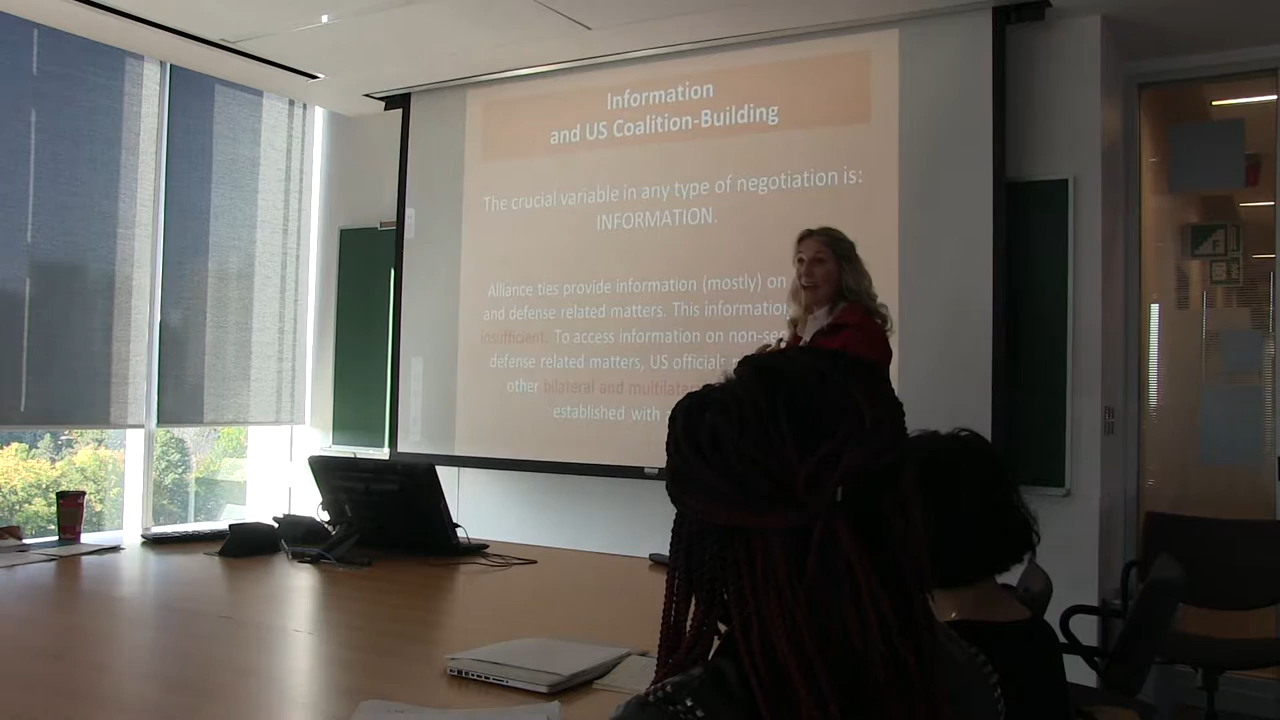 Information
and US Coalition-Building
The crucial variable in any type of negotiation is:
INFORMATION.
Alliance ties provide information (mostly) on
and defense related matters. This information
insufficient. To access information on non-sec
defense related matters, US officials
other bilateral and multilater
established with